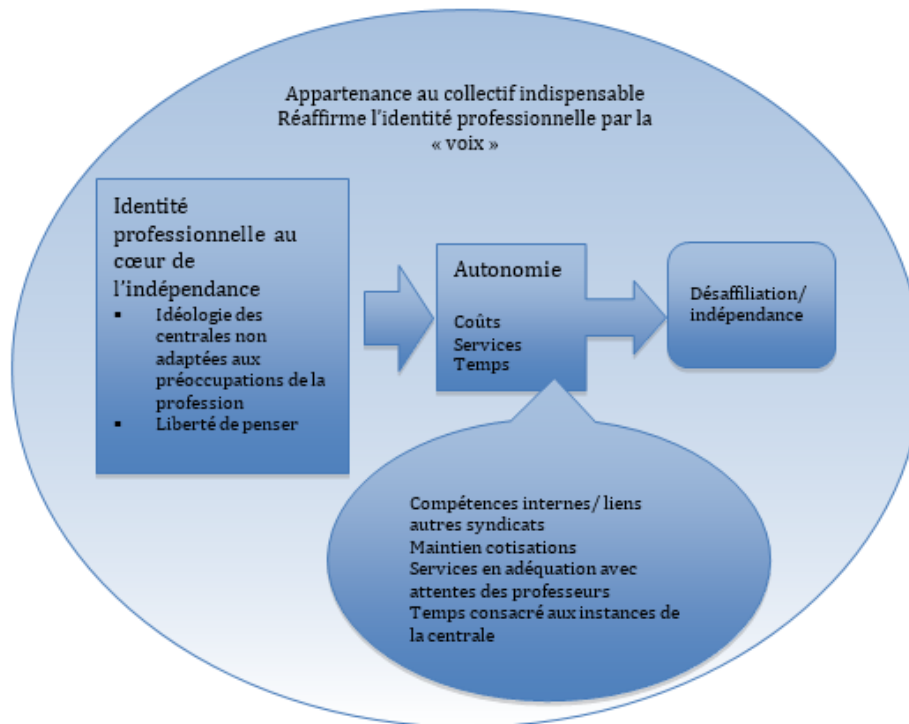 Appartenance au collectif indispensable
Réaffirme l'identité professionnelle par la
« voix »
Identité
professionnelle au
cœur de
l'indépendance
▪ Idéologie des
centrales non
adaptées aux
préoccupations de la
profession
▪ Liberté de penser
Autonomie
Coûts
Services
Temps
Désaffiliation/
indépendance
Compétences internes/ liens
autres syndicats
Maintien cotisations
Services en adéquation avec
attentes des professeurs
Temps consacré aux instances de
la centrale